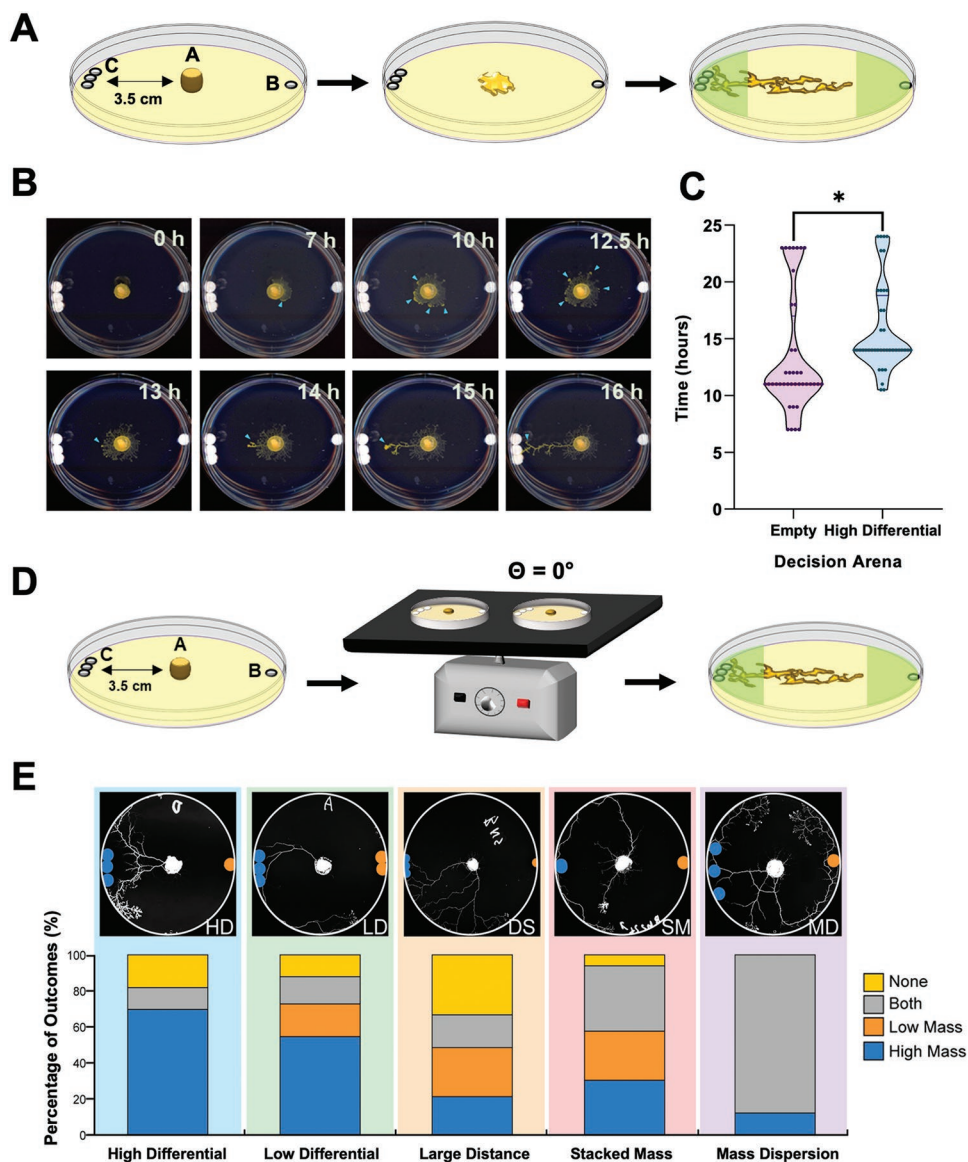 A
C
A
B
3.5 cm
B
0 h
7 h
10 h
12.5 h
13 h
14 h
15 h
16 h
C
*
25
20
15
10
5
0
Time (hours)
Empty
High Differential
Decision Arena
D
Θ = 0°
C
A
B
3.5 cm
E
HD
A
LD
DS
SM
MD
Percentage of Outcomes (%)
100
80
60
40
20
0
None
Both
Low Mass
High Mass
High Differential
Low Differential
Large Distance
Stacked Mass
Mass Dispersion